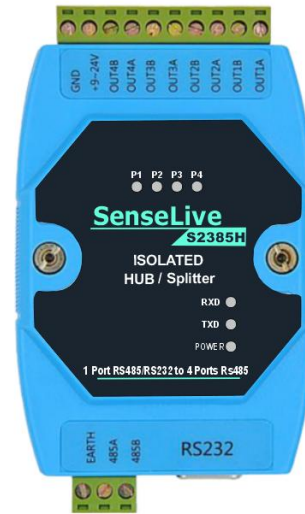 GND
+9~24V
OUT4B
OUT4A
OUT3B
OUT3A
OUT2B
OUT2A
OUT1B
OUT1A
P1 P2 P3 P4
SenseLive
S2385H
ISOLATED
HUB / Splitter
RXD
TXD
POWER
1 Port RS485/RS232 to 4 Ports Rs485
EARTH
485A
485B
RS232